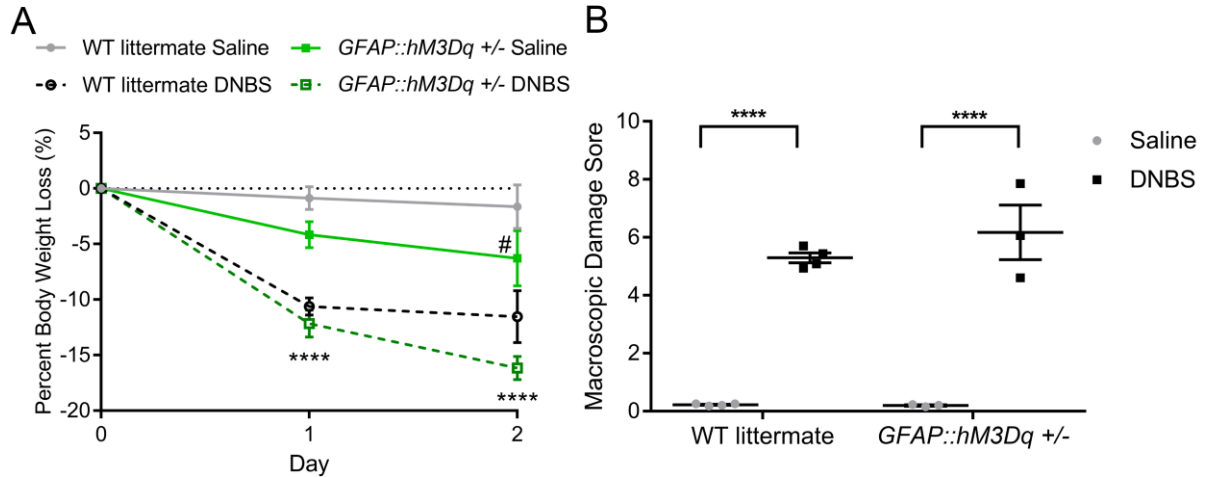 A
WT littermate Saline
GFAP::hM3Dq +/- Saline
WT littermate DNBS
GFAP::hM3Dq +/- DNBS
Percent Body Weight Loss (%)
5
0
-5
-10
-15
-20
#
****
****
0
1
2
Day
B
Macroscopic Damage Sore
10
8
6
4
2
0
****
****
Saline
DNBS
WT littermate
GFAP::hM3Dq +/-